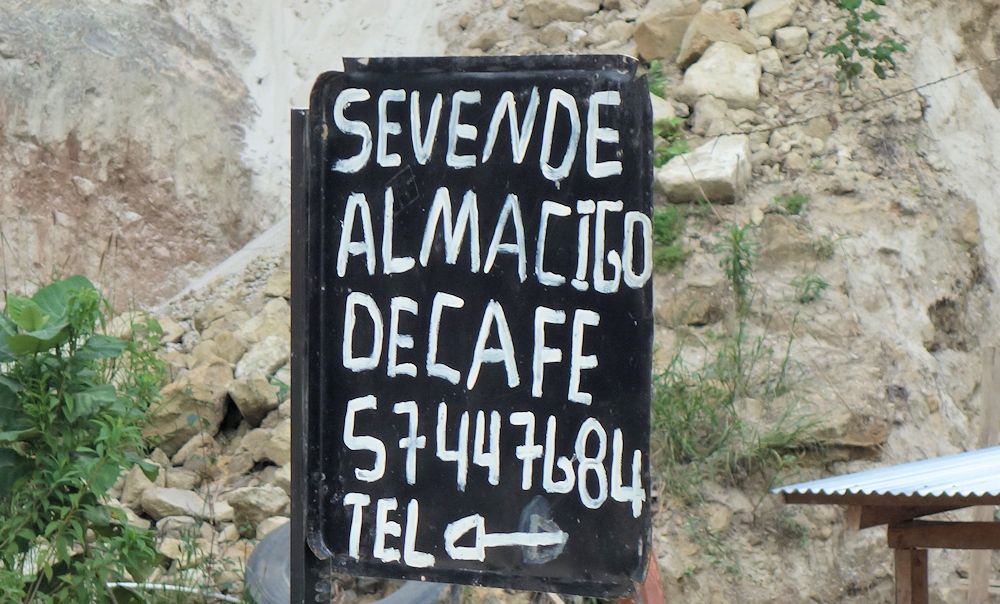 SEVENDE
ALMACIGO
DECAFE
57447684
TEL